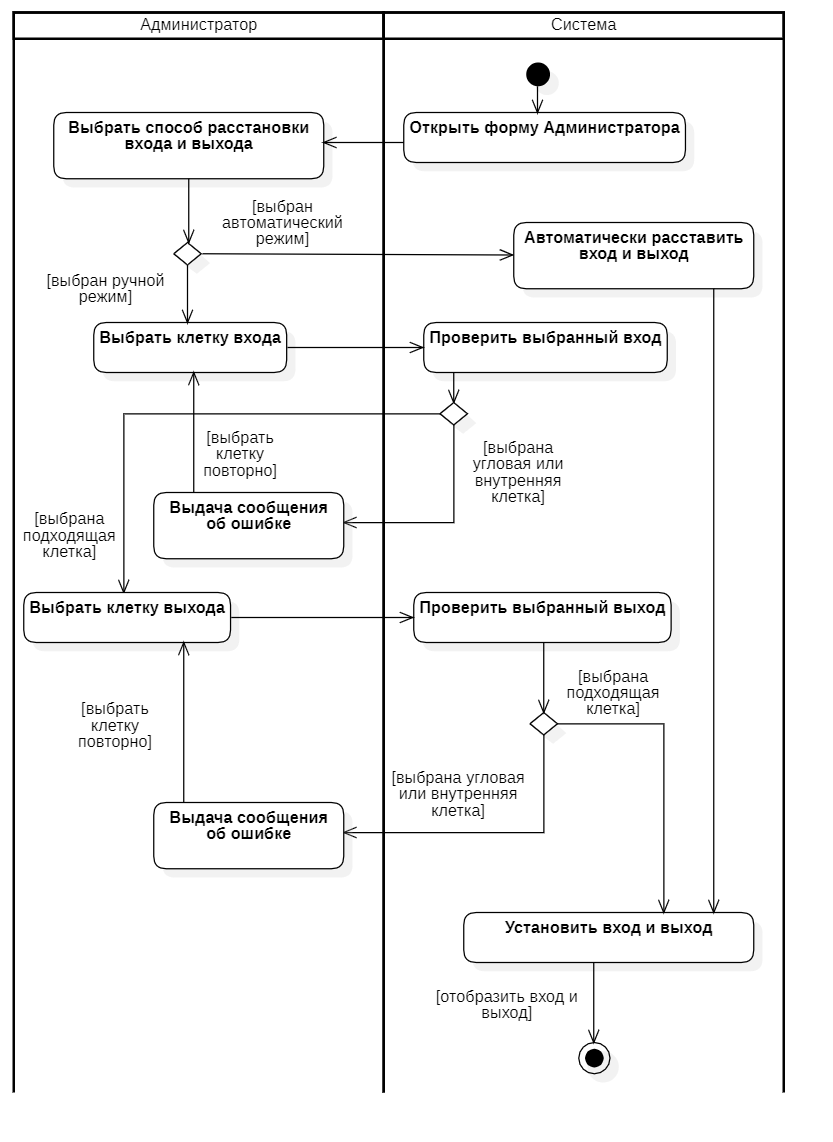 Администратор
Система
Открыть форму Администратора
Выбрать способ расстановки
входа и выхода
[выбран
автоматический
режим]
Автоматически расставить
вход и выход
[выбран ручной
режим]
Выбрать клетку входа
Проверить выбранный вход
[выбрать
клетку
повторно]
[выбрана
угловая или
внутренняя
клетка]
Выдача сообщения
об ошибке
[выбрана
подходящая
клетка]
Выбрать клетку выхода
Проверить выбранный выход
[выбрана
подходящая
клетка]
[выбрать
клетку
повторно]
[выбрана угловая
или внутренняя
клетка]
Выдача сообщения
об ошибке
Установить вход и выход
[отобразить вход и
выход]